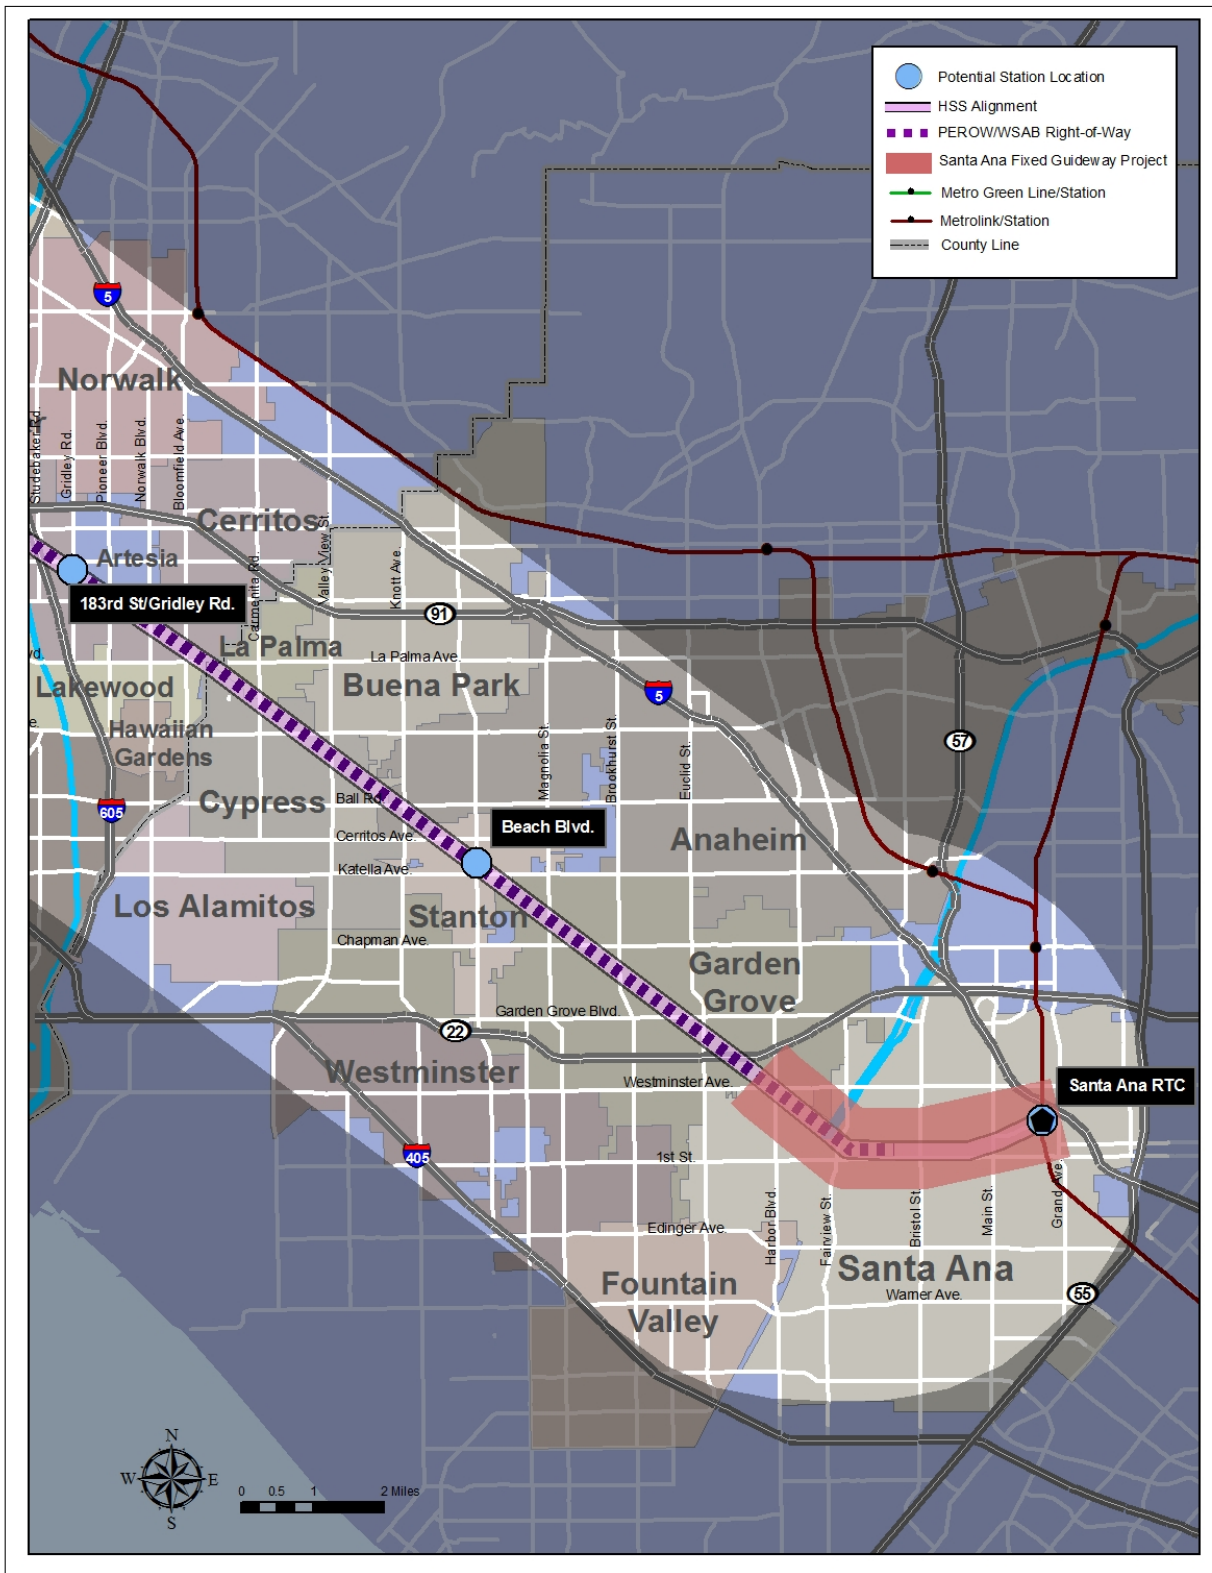 Potential Station Location
HSS Alignment
PEROW/WSAB Right-of-Way
Santa Ana Fixed Guideway Project
Metro Green Line/Station
Metrolink/Station
County Line
5
Norwalk
r
Studebaker Rd.
Gridley Rd.
Pioneer Blvd.
Norwalk Blvd.
Bloomfield Ave.
Cerritos
Valley View St.
Artesia
Knott Ave.
Carmenita Rd.
183rd St/Gridley Rd.
91
La Palma
La Palma Ave.
vd.
Lakewood
Buena Park
5
e.
Hawaiian
Gardens
Magnolia St.
Brookhurst St.
Euclid St.
57
Cypress
Ball Rd.
605
Beach Blvd.
Cerritos Ave.
Anaheim
Katella Ave.
Los Alamitos
Stanton
Chapman Ave.
Garden
Grove
Garden Grove Blvd.
22
Westminster
Westminster Ave.
Santa Ana RTC
405
1st St.
Harbor Blvd.
Fairview St.
Bristol St.
Main St.
Grand Ave.
Edinger Ave.
Santa Ana
Fountain
Valley
Warner Ave.
55
N
W
E
S
0 0.5 1 2 Miles